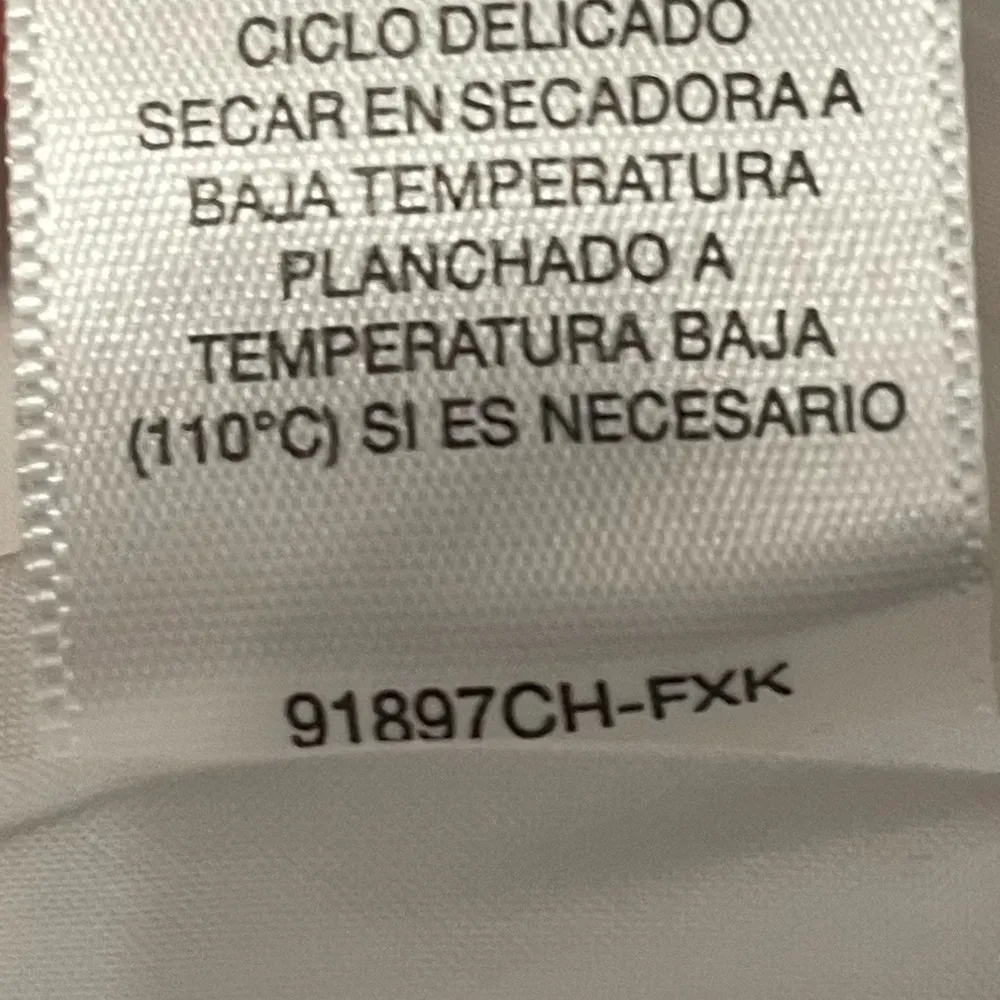 CICLO DELICADO
SECAR EN SECADORA A
BAJA TEMPERATURA
PLANCHADO A
TEMPERATURA BAJA
(110°C) SI ES NECESARIO
91897CH-FXK